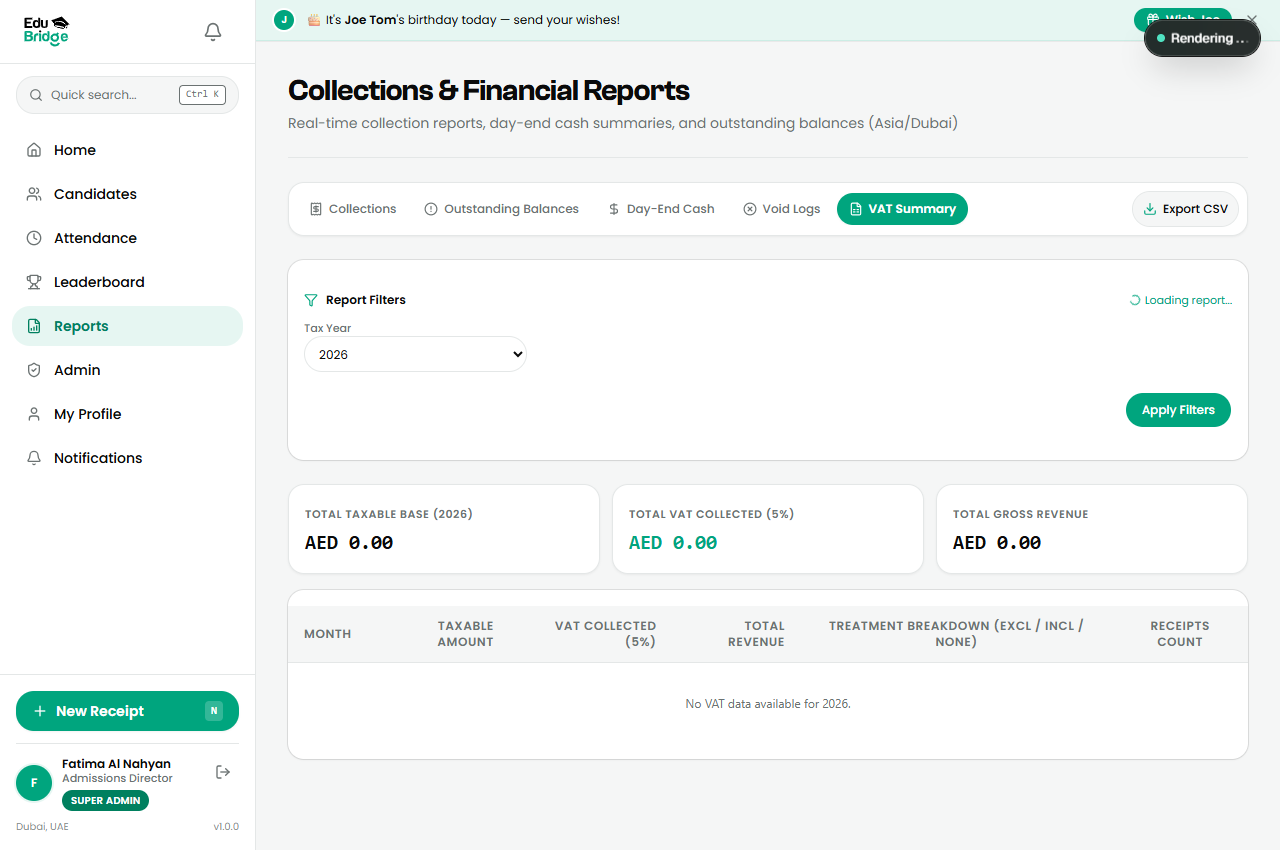 Edu
Bridge
J
It's Joe Tom's birthday today — send your wishes!
Wish Joe
Rendering ...
Quick search...
Ctrl K
Home
Candidates
Attendance
Leaderboard
Reports
Admin
My Profile
Notifications
New Receipt
N
F
Fatima Al Nahyan
Admissions Director
SUPER ADMIN
Dubai, UAE
v1.0.0
Collections & Financial Reports
Real-time collection reports, day-end cash summaries, and outstanding balances (Asia/Dubai)
Collections
Outstanding Balances
Day-End Cash
Void Logs
VAT Summary
Export CSV
Report Filters
Loading report...
Tax Year
2026
Apply Filters
TOTAL TAXABLE BASE (2026)
AED 0.00
TOTAL VAT COLLECTED (5%)
AED 0.00
TOTAL GROSS REVENUE
AED 0.00
MONTH
TAXABLE
AMOUNT
VAT COLLECTED
(5%)
TOTAL
REVENUE
TREATMENT BREAKDOWN (EXCL / INCL /
NONE)
RECEIPTS
COUNT
No VAT data available for 2026.